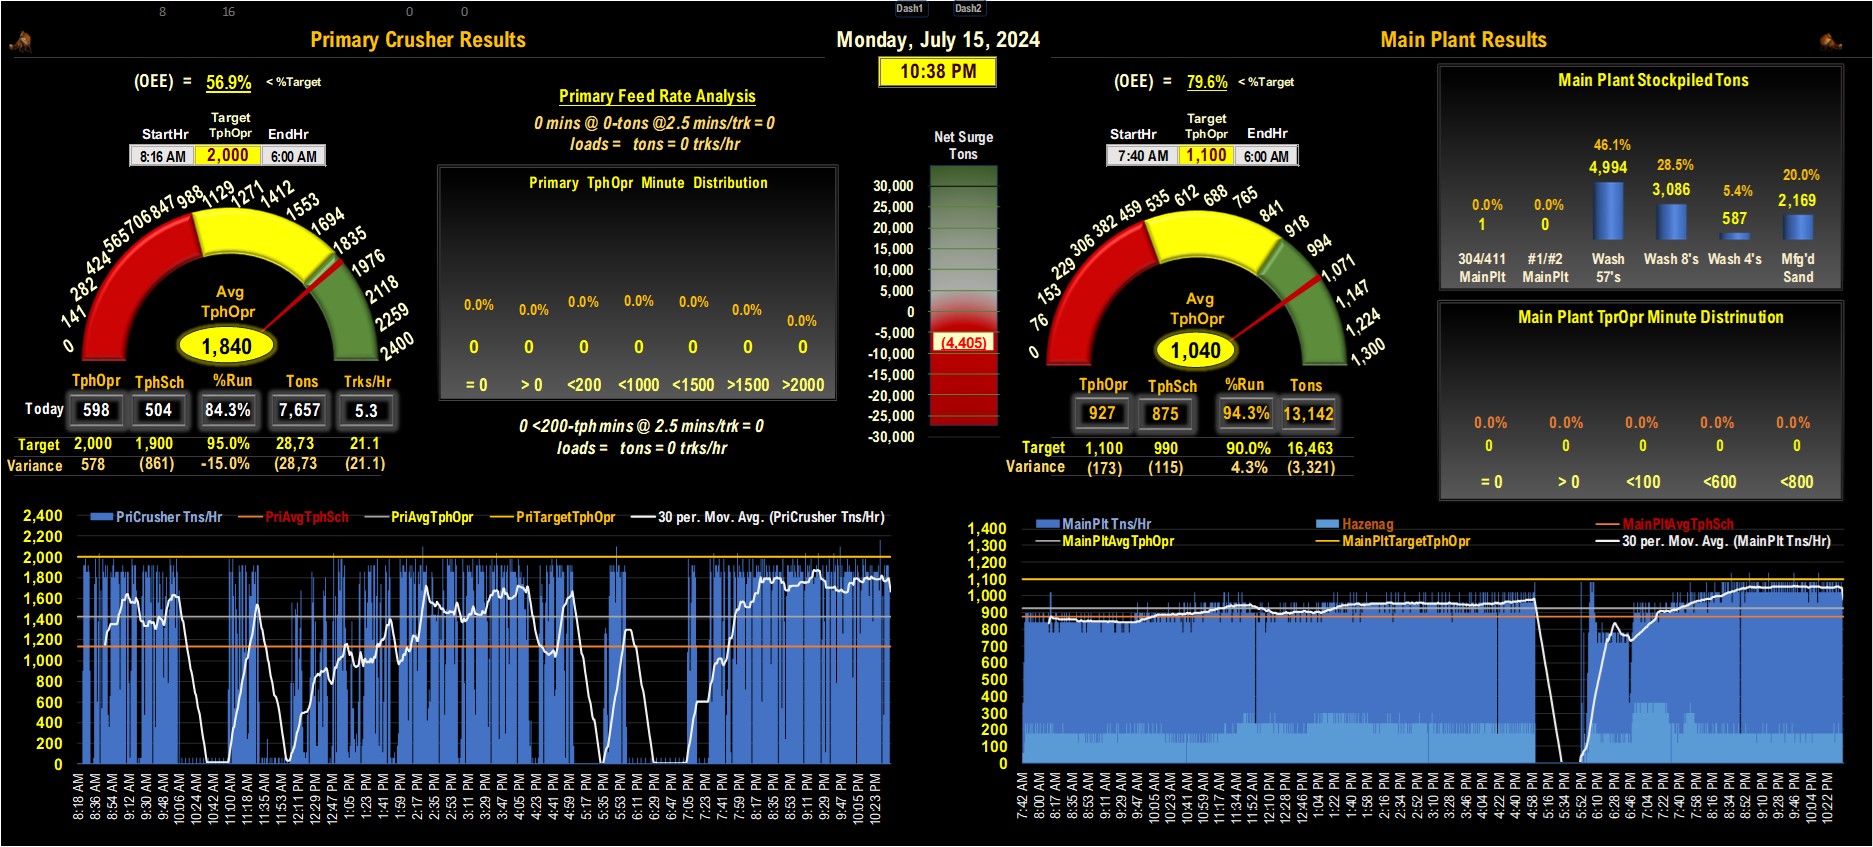 8 16 0 0 Dash1 Dash2
Primary Crusher Results
Monday, July 15, 2024
Main Plant Results
10:38 PM
(OEE) = 56.9% < %Target
Target
StartHr TphOpr EndHr
8:16 AM 2,000 6:00 AM
0 141 282 424 565 706 847 988 1129 1271 1412 1553 1694 1835 1976 2118 2259 2400
Avg
TphOpr
1,840
TphOpr TphSch %Run Tons Trks/Hr
Today 598 504 84.3% 7,657 5.3
Target 2,000 1,900 95.0% 28,73 21.1
Variance 578 (861) -15.0% (28,73 (21.1)
Primary Feed Rate Analysis
0 mins @ 0-tons @2.5 mins/trk = 0
loads = tons = 0 trks/hr
Primary TphOpr Minute Distribution
0.0% 0.0% 0.0% 0.0% 0.0% 0.0% 0.0%
0 0 0 0 0 0 0
= 0 > 0 <200 <1000 <1500 >1500 >2000
0 <200-tph mins @ 2.5 mins/trk = 0
loads = tons = 0 trks/hr
Net Surge
Tons
30,000
25,000
20,000
15,000
10,000
5,000
0
-5,000
(4,405)
-10,000
-15,000
-20,000
-25,000
-30,000
(OEE) = 79.6% < %Target
Target
StartHr TphOpr EndHr
7:40 AM 1,100 6:00 AM
0 76 153 229 306 382 459 535 612 688 765 841 918 994 1,071 1,147 1,224 1,300
Avg
TphOpr
1,040
TphOpr TphSch %Run Tons
927 875 94.3% 13,142
Target 1,100 990 90.0% 16,463
Variance (173) (115) 4.3% (3,321)
Main Plant Stockpiled Tons
0.0% 0.0% 46.1% 28.5% 5.4% 20.0%
1 0 4,994 3,086 587 2,169
304/411 #1/#2 Wash Wash 8's Wash 4's Mfg'd
MainPlt MainPlt 57's Sand
Main Plant TprOpr Minute Distrinution
0.0% 0.0% 0.0% 0.0% 0.0%
0 0 0 0 0
= 0 > 0 <100 <600 <800
PriCrusher Tns/Hr PriAvgTphSch PriAvgTphOpr PriTargetTphOpr 30 per. Mov. Avg. (PriCrusher Tns/Hr)
2,400
2,200
2,000
1,800
1,600
1,400
1,200
1,000
800
600
400
200
0
8:18 AM 8:36 AM 8:54 AM 9:12 AM 9:30 AM 9:48 AM 10:06 AM 10:24 AM 10:42 AM 11:00 AM 11:18 AM 11:35 AM 11:53 AM 12:11 PM 12:29 PM 12:47 PM 1:05 PM 1:23 PM 1:41 PM 1:59 PM 2:17 PM 2:35 PM 2:53 PM 3:11 PM 3:29 PM 3:47 PM 4:05 PM 4:23 PM 4:41 PM 4:59 PM 5:17 PM 5:35 PM 5:53 PM 6:11 PM 6:29 PM 6:47 PM 7:05 PM 7:23 PM 7:41 PM 7:59 PM 8:17 PM 8:35 PM 8:53 PM 9:11 PM 9:29 PM 9:47 PM 10:05 PM 10:23 PM
MainPlt Tns/Hr Hazenag MainPltAvgTphSch
MainPltAvgTphOpr MainPltTargetTphOpr 30 per. Mov. Avg. (MainPlt Tns/Hr)
1,400
1,300
1,200
1,100
1,000
900
800
700
600
500
400
300
200
100
0
7:42 AM 8:00 AM 8:17 AM 8:35 AM 8:53 AM 9:11 AM 9:29 AM 9:47 AM 10:05 AM 10:23 AM 10:41 AM 10:59 AM 11:17 AM 11:34 AM 11:52 AM 12:10 PM 12:28 PM 12:46 PM 1:04 PM 1:22 PM 1:40 PM 1:58 PM 2:16 PM 2:34 PM 2:52 PM 3:10 PM 3:28 PM 3:46 PM 4:04 PM 4:22 PM 4:40 PM 4:58 PM 5:16 PM 5:34 PM 5:52 PM 6:10 PM 6:28 PM 6:46 PM 7:04 PM 7:22 PM 7:40 PM 7:58 PM 8:16 PM 8:34 PM 8:52 PM 9:10 PM 9:28 PM 9:46 PM 10:04 PM 10:22 PM